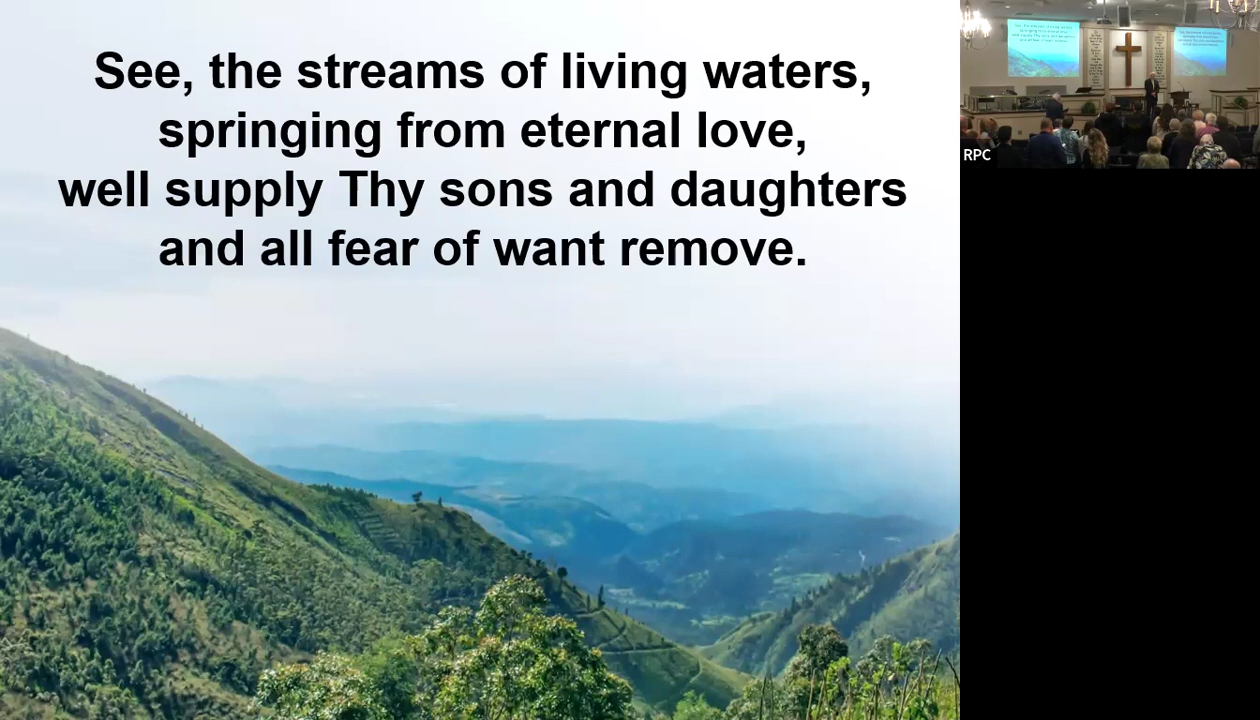 See, the streams of living waters,
springing from eternal love,
well supply Thy sons and daughters
and all fear of want remove.
RPC